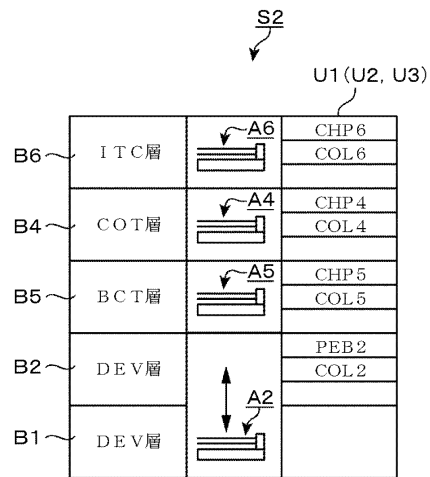 S2
U1(U2, U3)
B6
ITC層
A6
CHP6
COL6
B4
COT層
A4
CHP4
COL4
B5
BCT層
A5
CHP5
COL5
B2
DEV層
PEB2
COL2
B1
DEV層
A2